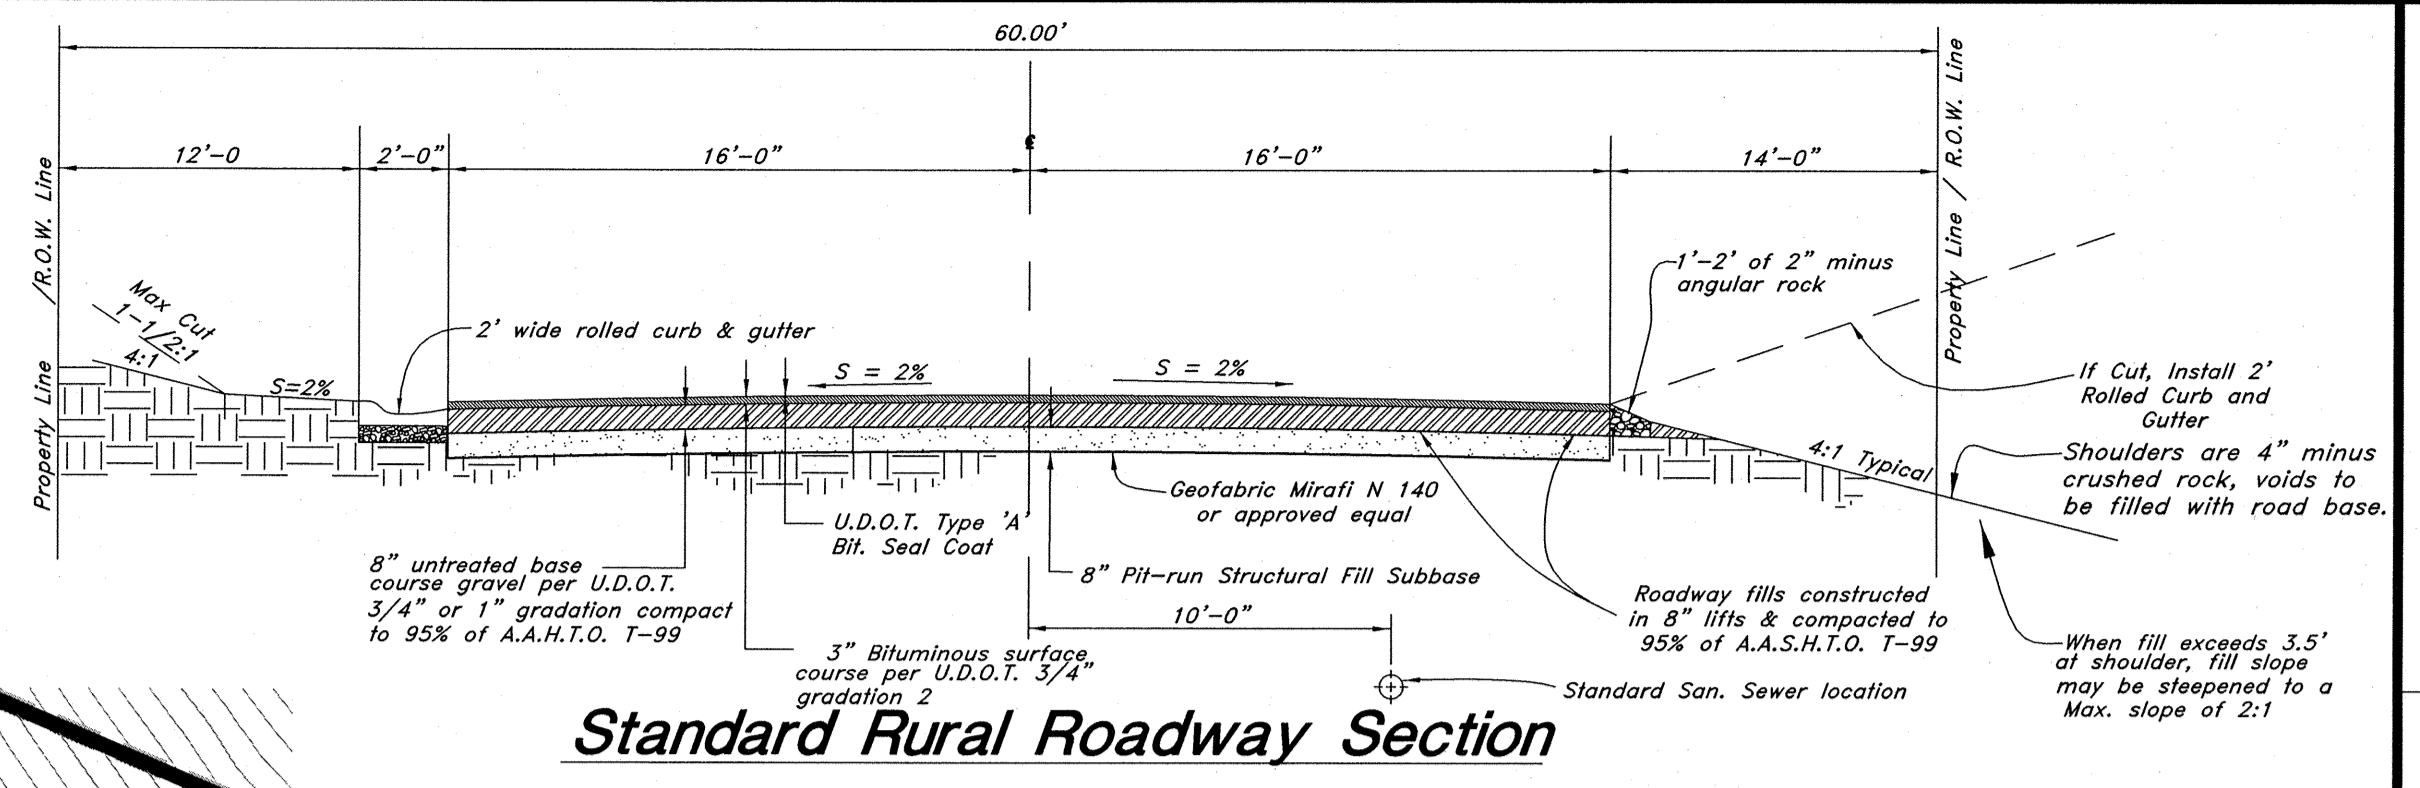 60.00'
12'-0
2'-0"
16'-0"
16'-0"
14'-0"
Property Line /R.O.W. Line
Property Line / R.O.W. Line
Max Cut
1-1/2:1
4:1
S=2%
2' wide rolled curb & gutter
S = 2%
S = 2%
1'-2' of 2" minus
angular rock
If Cut, Install 2'
Rolled Curb and
Gutter
4:1 Typical
Shoulders are 4" minus
crushed rock, voids to
be filled with road base.
Geofabric Mirafi N 140
or approved equal
U.D.O.T. Type 'A'
Bit. Seal Coat
8" untreated base
course gravel per U.D.O.T.
3/4" or 1" gradation compact
to 95% of A.A.H.T.O. T-99
8" Pit-run Structural Fill Subbase
10'-0"
Roadway fills constructed
in 8" lifts & compacted to
95% of A.A.S.H.T.O. T-99
When fill exceeds 3.5'
at shoulder, fill slope
may be steepened to a
Max. slope of 2:1
3" Bituminous surface
course per U.D.O.T. 3/4"
gradation 2
Standard San. Sewer location
Standard Rural Roadway Section